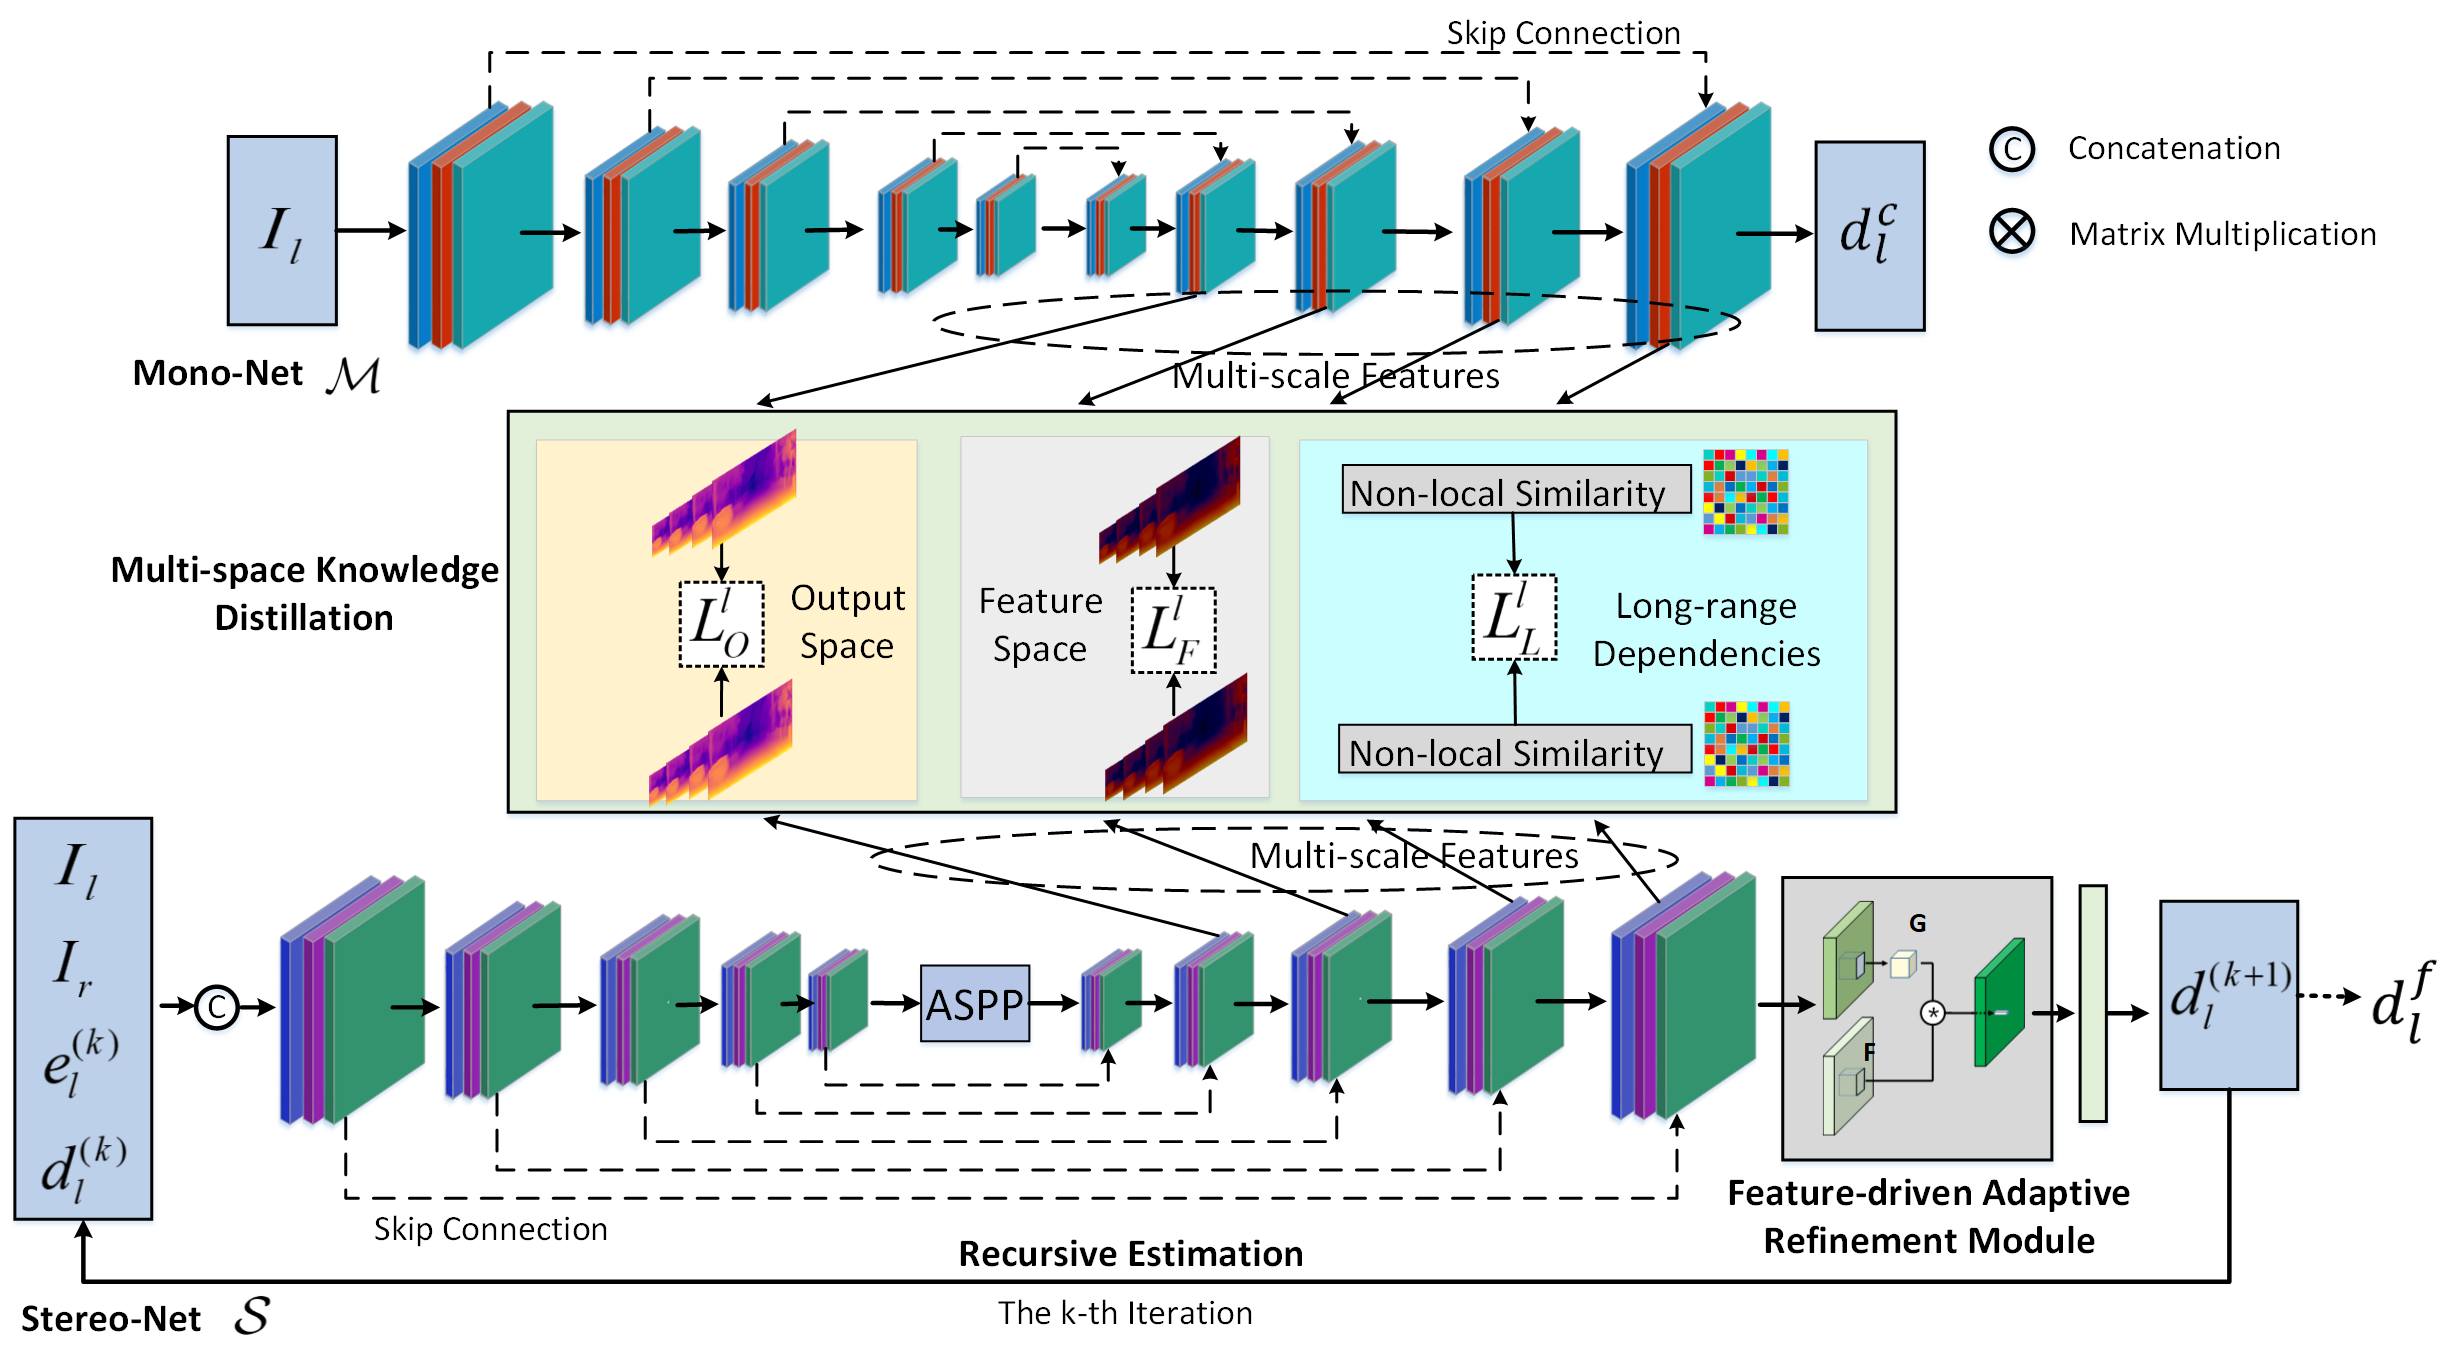 Skip Connection
I_l
d_l^c
C Concatenation
⊗ Matrix Multiplication
Mono-Net ℳ
Multi-scale Features
Non-local Similarity
Multi-space Knowledge
Distillation
L_O^l
Output
Space
Feature
Space
L_F^l
L_L^l
Long-range
Dependencies
Non-local Similarity
Multi-scale Features
I_l
I_r
e_l^(k)
d_l^(k)
C
ASPP
G
F
*
d_l^(k+1)
d_l^f
Skip Connection
Feature-driven Adaptive
Refinement Module
Recursive Estimation
Stereo-Net 𝒮
The k-th Iteration